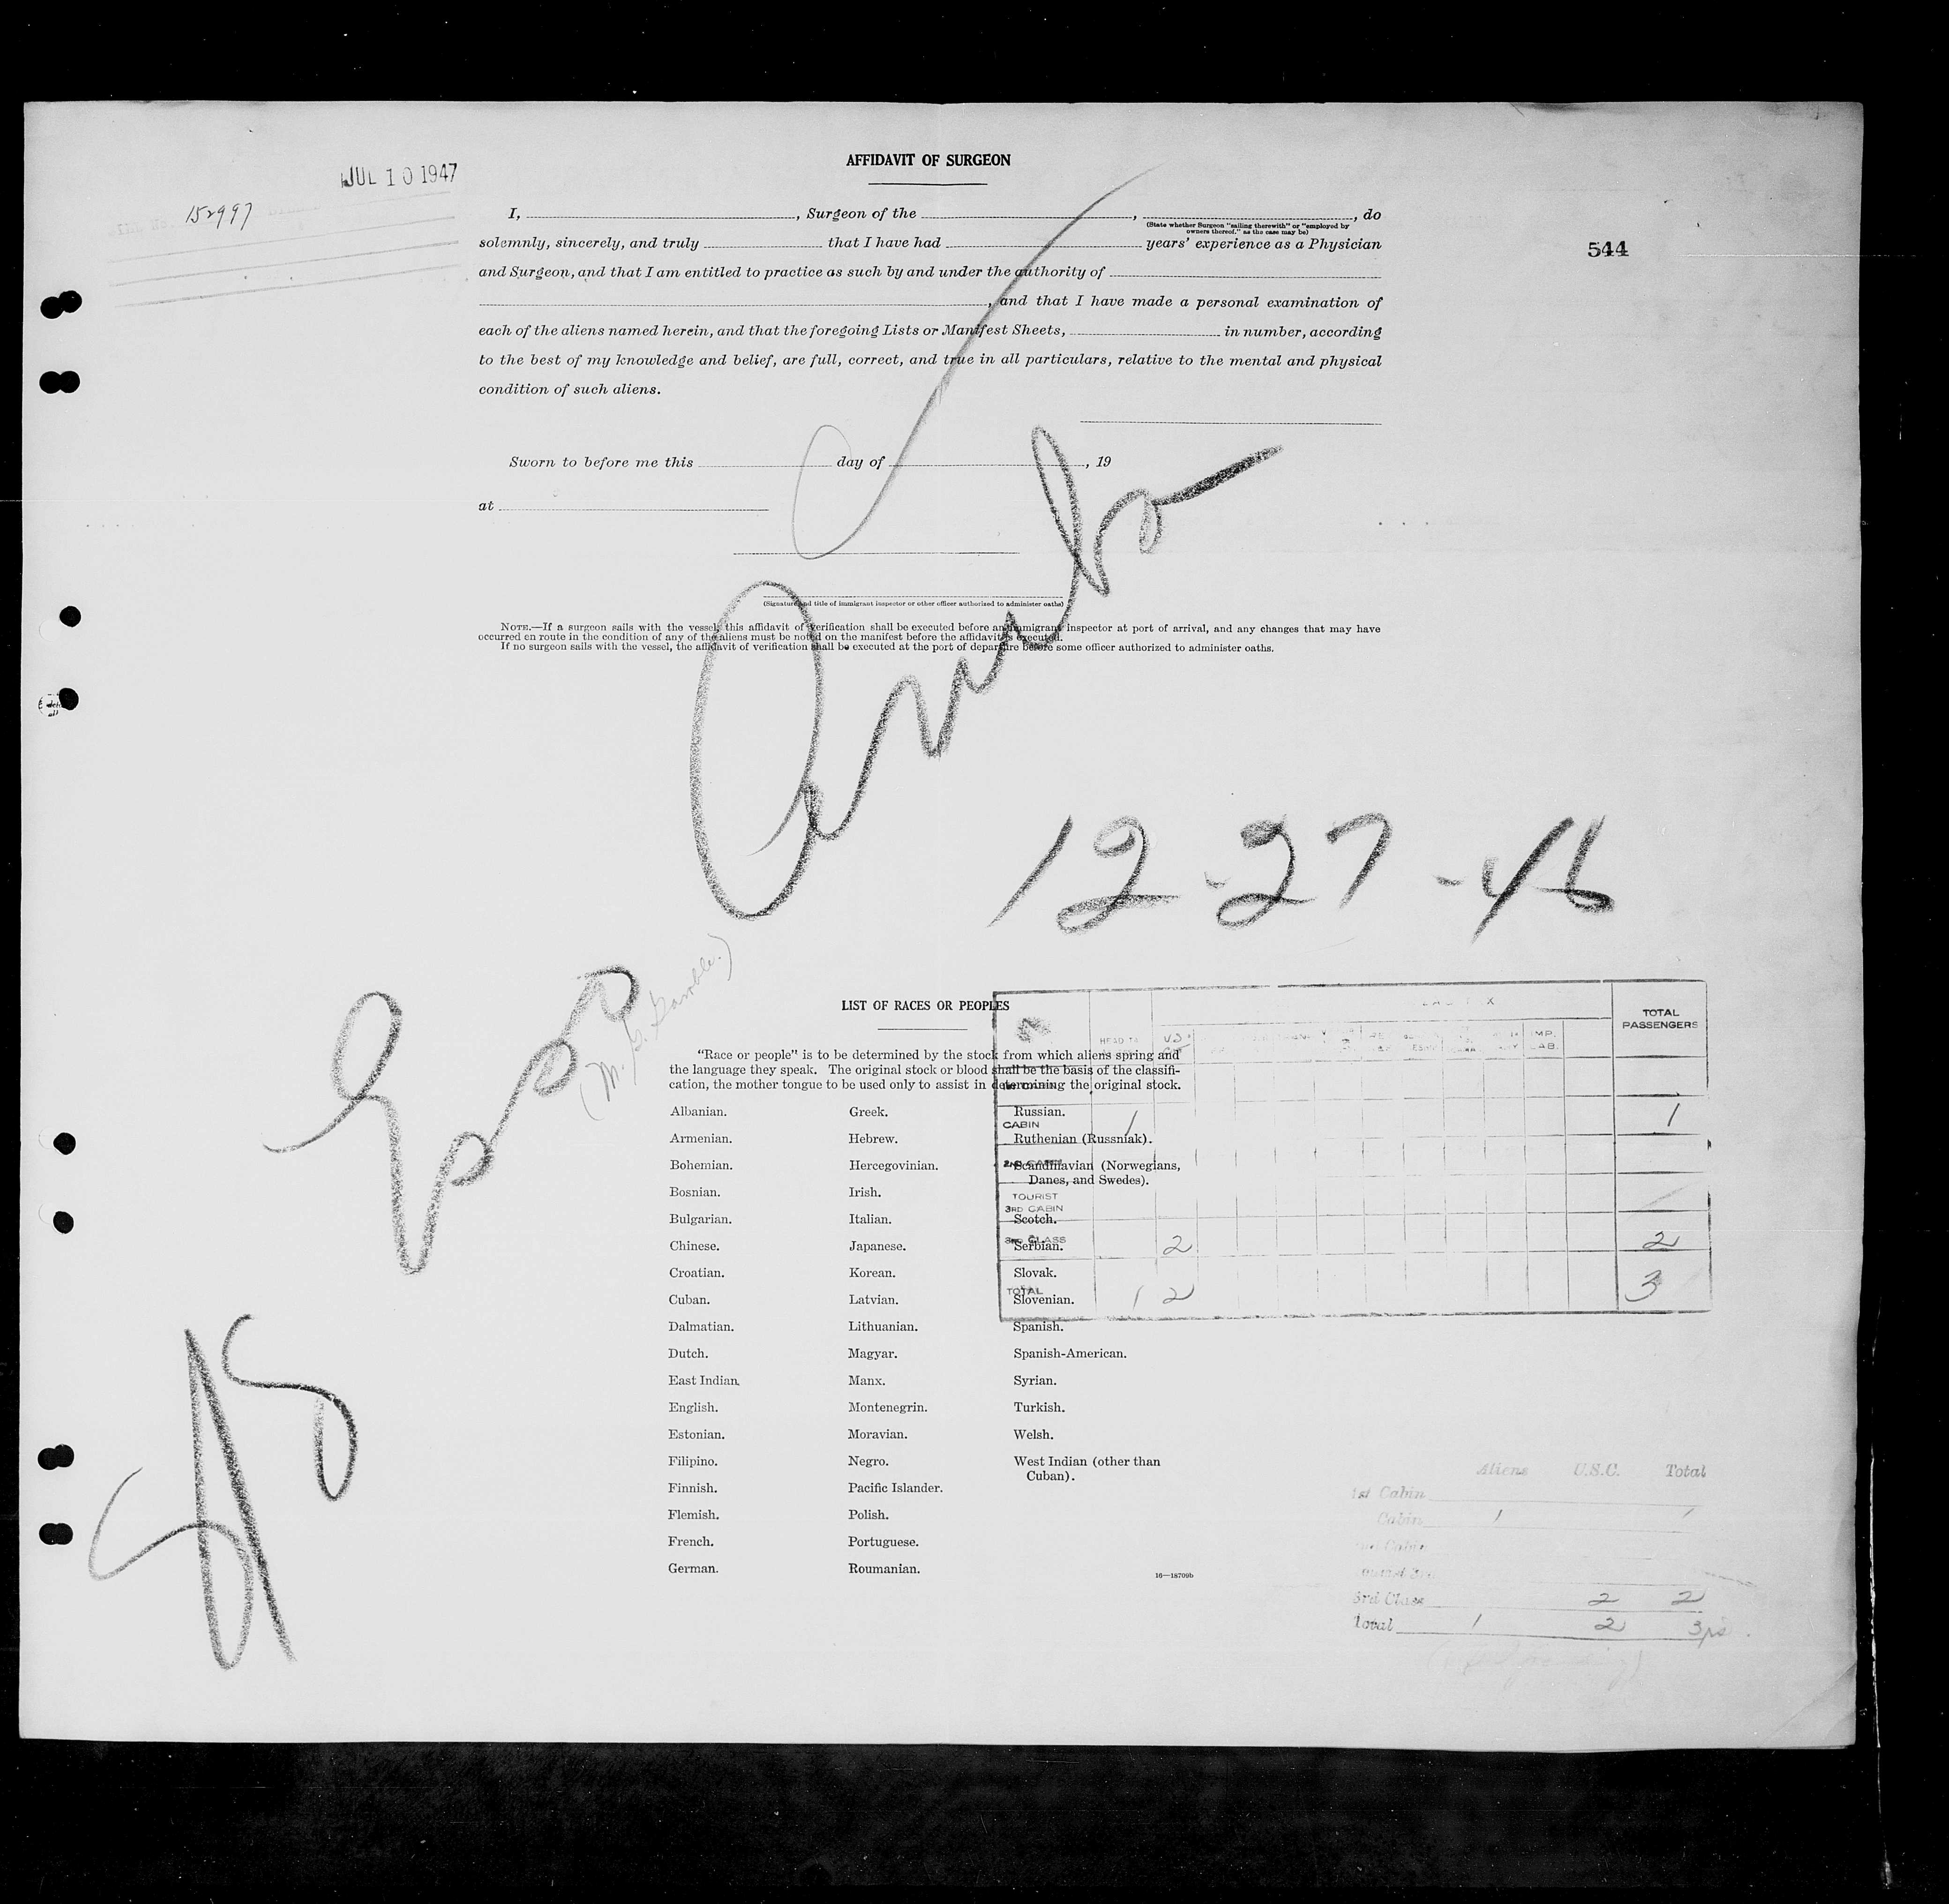 AFFIDAVIT OF SURGEON
JUL 10 1947
152997
544
I, , Surgeon of the , , do
(State whether Surgeon "sailing therewith" or "employed by
owners thereof," as the case may be)
solemnly, sincerely, and truly that I have had years' experience as a Physician
and Surgeon, and that I am entitled to practice as such by and under the authority of
, and that I have made a personal examination of
each of the aliens named herein, and that the foregoing Lists or Manifest Sheets, in number, according
to the best of my knowledge and belief, are full, correct, and true in all particulars, relative to the mental and physical
condition of such aliens.
Sworn to before me this day of , 19
at
(Signature and title of immigrant inspector or other officer authorized to administer oaths)
NOTE.—If a surgeon sails with the vessel, this affidavit of verification shall be executed before an immigrant inspector at port of arrival, and any changes that may have
occurred en route in the condition of any of the aliens must be noted on the manifest before the affidavit is executed.
If no surgeon sails with the vessel, the affidavit of verification shall be executed at the port of departure before some officer authorized to administer oaths.
SS Esso Aruba
(M. G. Gamble.)
12-27-46
LIST OF RACES OR PEOPLES
"Race or people" is to be determined by the stock from which aliens spring and
the language they speak. The original stock or blood shall be the basis of the classifi-
cation, the mother tongue to be used only to assist in determining the original stock.
Albanian.
Armenian.
Bohemian.
Bosnian.
Bulgarian.
Chinese.
Croatian.
Cuban.
Dalmatian.
Dutch.
East Indian.
English.
Estonian.
Filipino.
Finnish.
Flemish.
French.
German.
Greek.
Hebrew.
Hercegovinian.
Irish.
Italian.
Japanese.
Korean.
Latvian.
Lithuanian.
Magyar.
Manx.
Montenegrin.
Moravian.
Negro.
Pacific Islander.
Polish.
Portuguese.
Roumanian.
Russian.
Ruthenian (Russniak).
Scandinavian (Norwegians,
Danes, and Swedes).
Scotch.
Serbian.
Slovak.
Slovenian.
Spanish.
Spanish-American.
Syrian.
Turkish.
Welsh.
West Indian (other than
Cuban).
16—18709b
HEAD TAX U.S. IMP. LAB. TOTAL PASSENGERS
CABIN 1 1
2ND CABIN
TOURIST
3RD CABIN
3RD CLASS 2 2
TOTAL 1 2 3
Aliens U.S.C. Total
1st Cabin
Cabin 1 1
3rd Class 2 2
Total 1 2 3